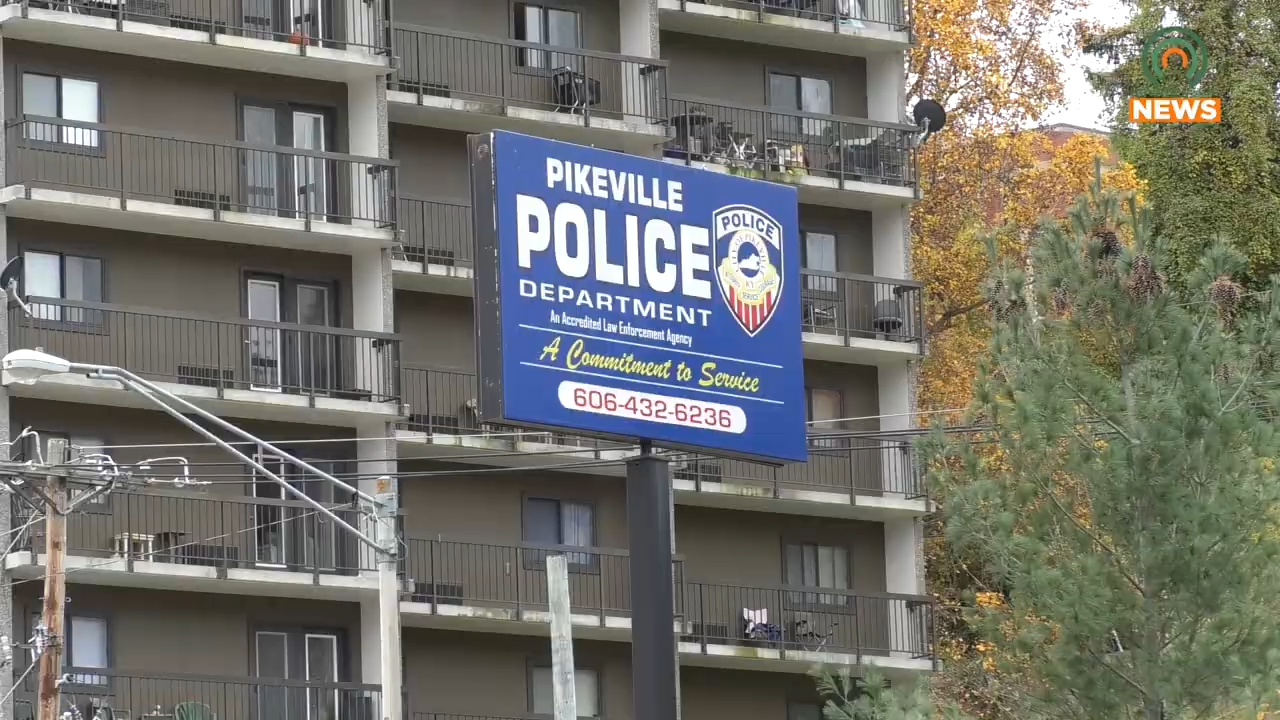 NEWS
PIKEVILLE
POLICE
DEPARTMENT
An Accredited Law Enforcement Agency
A Commitment to Service
606-432-6236
POLICE